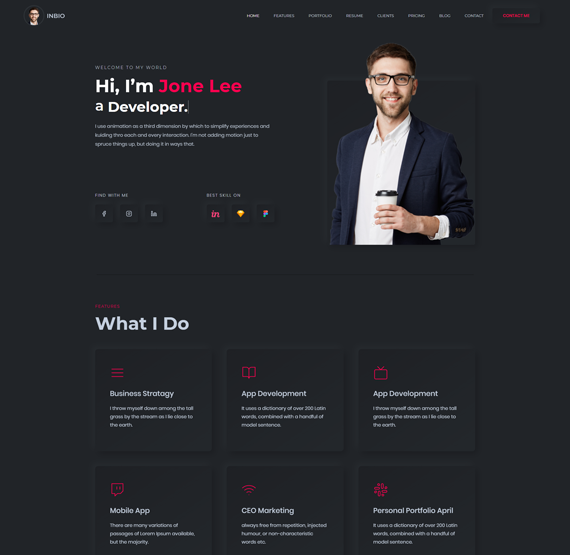 INBIO
HOME FEATURES PORTFOLIO RESUME CLIENTS PRICING BLOG CONTACT CONTACT ME
WELCOME TO MY WORLD
Hi, I'm Jone Lee
a Developer.
I use animation as a third dimension by which to simplify experiences and
kuiding thro each and every interaction. I'm not adding motion just to
spruce things up, but doing it in ways that.
FIND WITH ME
BEST SKILL ON
in
FEATURES
What I Do
Business Stratagy
I throw myself down among the tall
grass by the stream as I lie close to
the earth.
App Development
It uses a dictionary of over 200 Latin
words, combined with a handful of
model sentence.
App Development
I throw myself down among the tall
grass by the stream as I lie close to
the earth.
Mobile App
There are many variations of
passages of Lorem Ipsum available,
but the majority.
CEO Marketing
always free from repetition, injected
humour, or non-characteristic
words etc.
Personal Portfolio April
It uses a dictionary of over 200 Latin
words, combined with a handful of
model sentence.